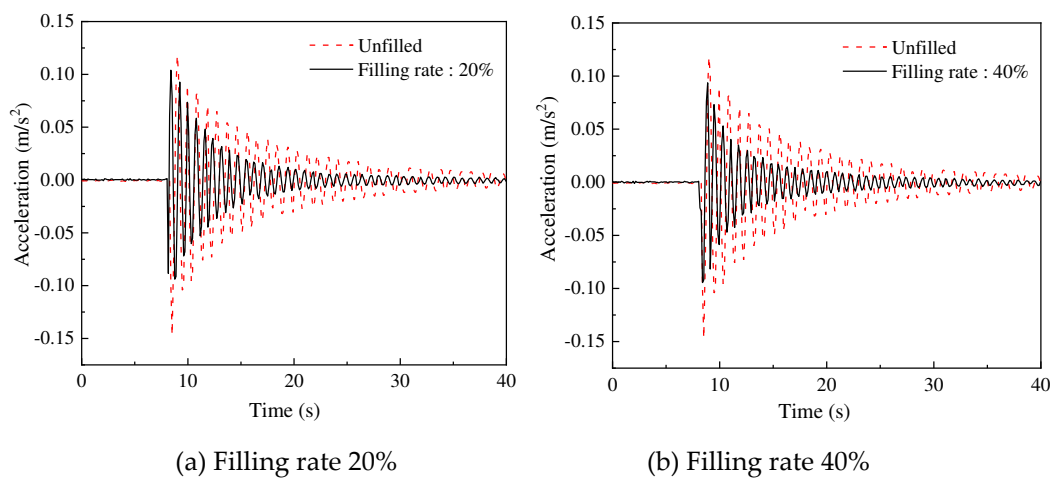 0.15
0.10
0.05
0.00
-0.05
-0.10
-0.15
Acceleration (m/s²)
Unfilled
Filling rate : 20%
0 10 20 30 40
Time (s)
(a) Filling rate 20%
0.15
0.10
0.05
0.00
-0.05
-0.10
-0.15
Acceleration (m/s²)
Unfilled
Filling rate : 40%
0 10 20 30 40
Time (s)
(b) Filling rate 40%